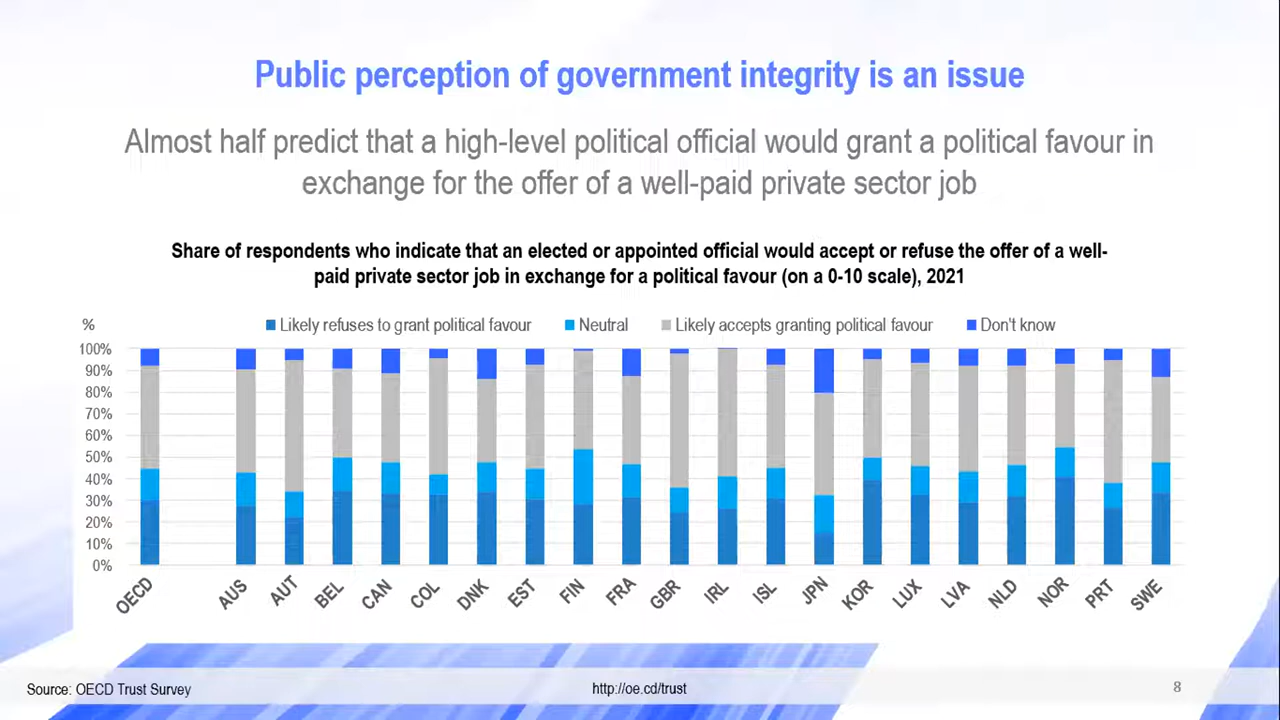 Public perception of government integrity is an issue
Almost half predict that a high-level political official would grant a political favour in
exchange for the offer of a well-paid private sector job
Share of respondents who indicate that an elected or appointed official would accept or refuse the offer of a well-
paid private sector job in exchange for a political favour (on a 0-10 scale), 2021
%
Likely refuses to grant political favour
Neutral
Likely accepts granting political favour
Don't know
100%
90%
80%
70%
60%
50%
40%
30%
20%
10%
0%
OECD
AUS
AUT
BEL
CAN
COL
DNK
EST
FIN
FRA
GBR
IRL
ISL
JPN
KOR
LUX
LVA
NLD
NOR
PRT
SWE
Source: OECD Trust Survey
http://oe.cd/trust
8